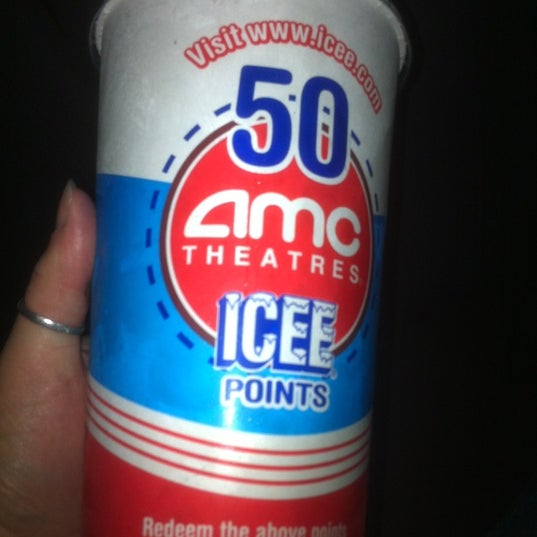 Visit www.icee.com
50
amc
THEATRES
ICEE
POINTS
Redeem the above points